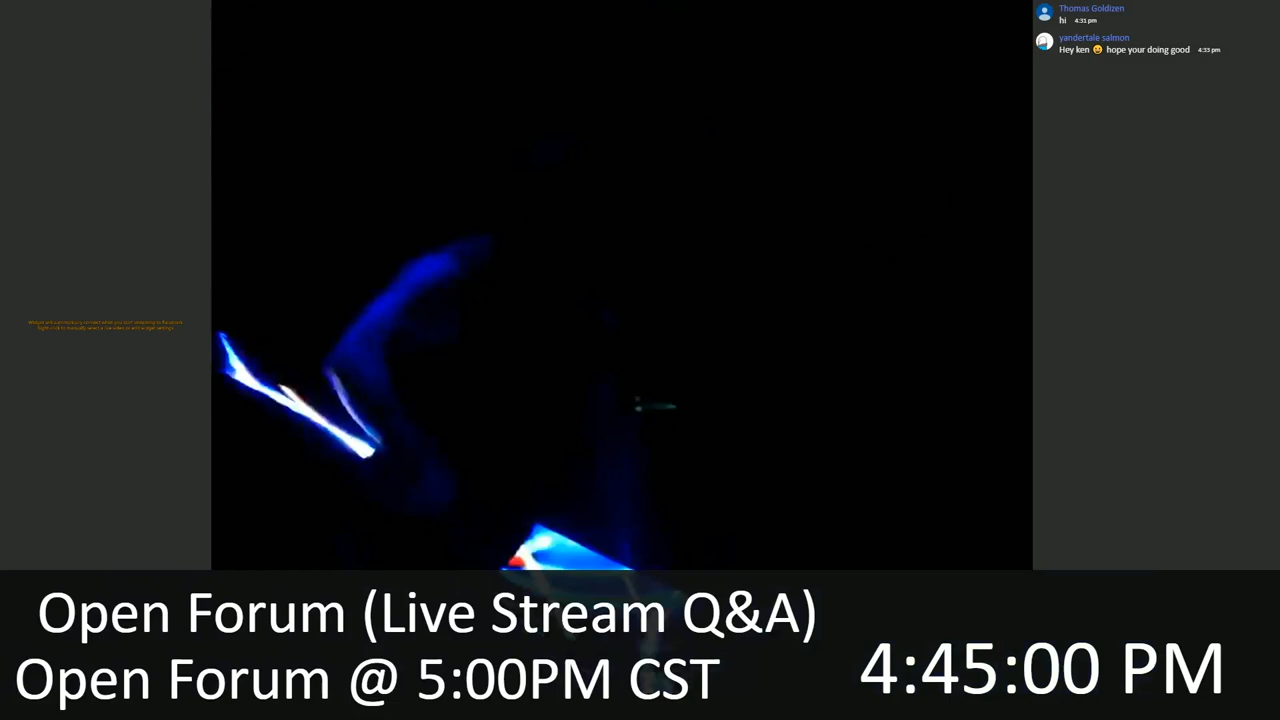 Thomas Goldizen
hi 4:31 pm
yandertale salmon
Hey ken 😀 hope your doing good 4:33 pm
Open Forum (Live Stream Q&A)
Open Forum @ 5:00PM CST
4:45:00 PM